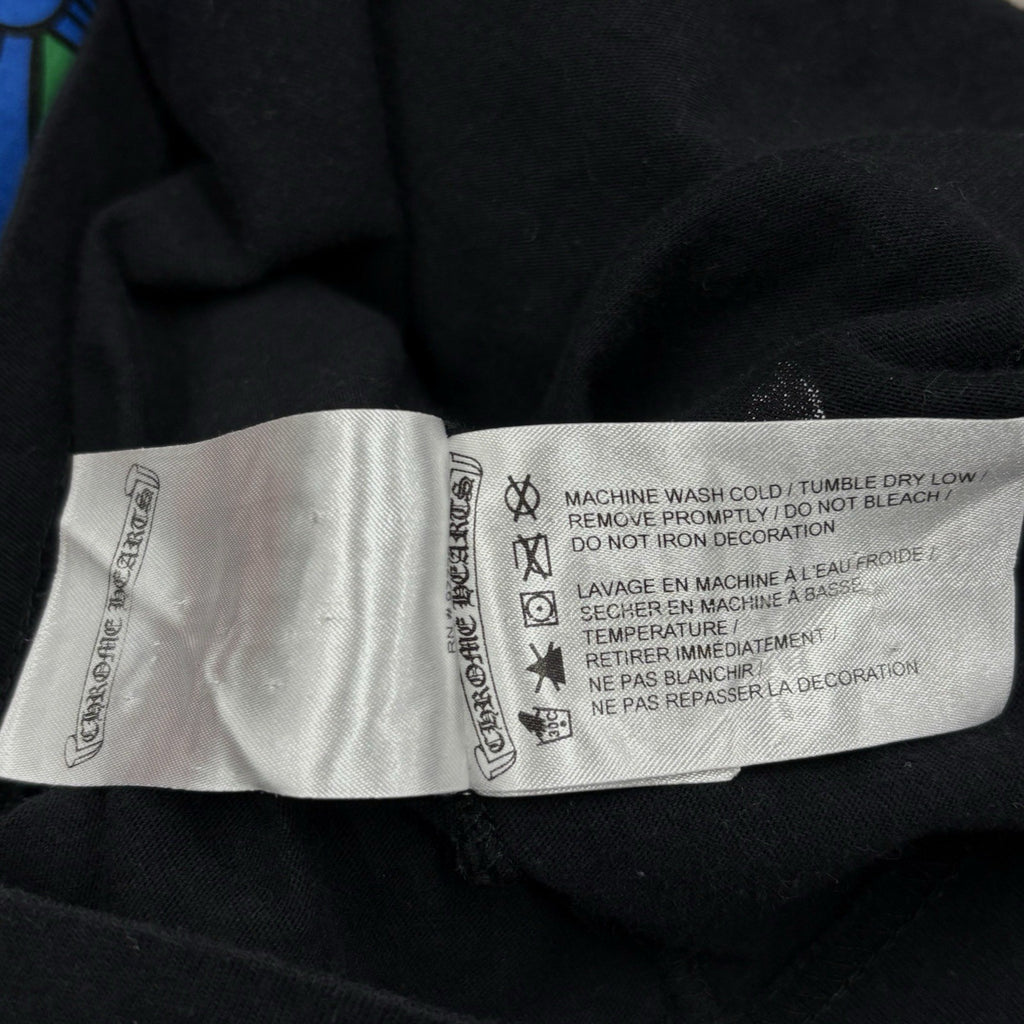 CHROME HEARTS
CHROME HEARTS
MACHINE WASH COLD / TUMBLE DRY LOW /
REMOVE PROMPTLY / DO NOT BLEACH /
DO NOT IRON DECORATION
LAVAGE EN MACHINE À L'EAU FROIDE /
SECHER EN MACHINE À BASSE
TEMPERATURE /
RETIRER IMMÉDIATEMENT /
NE PAS BLANCHIR /
NE PAS REPASSER LA DECORATION
30C